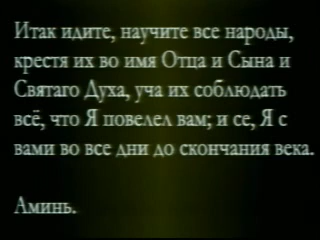 Итак идите, научите все народы,
крестя их во имя Отца и Сына и
Святаго Духа, уча их соблюдать
всё, что Я повелел вам; и се, Я с
вами во все дни до скончания века.
Аминь.